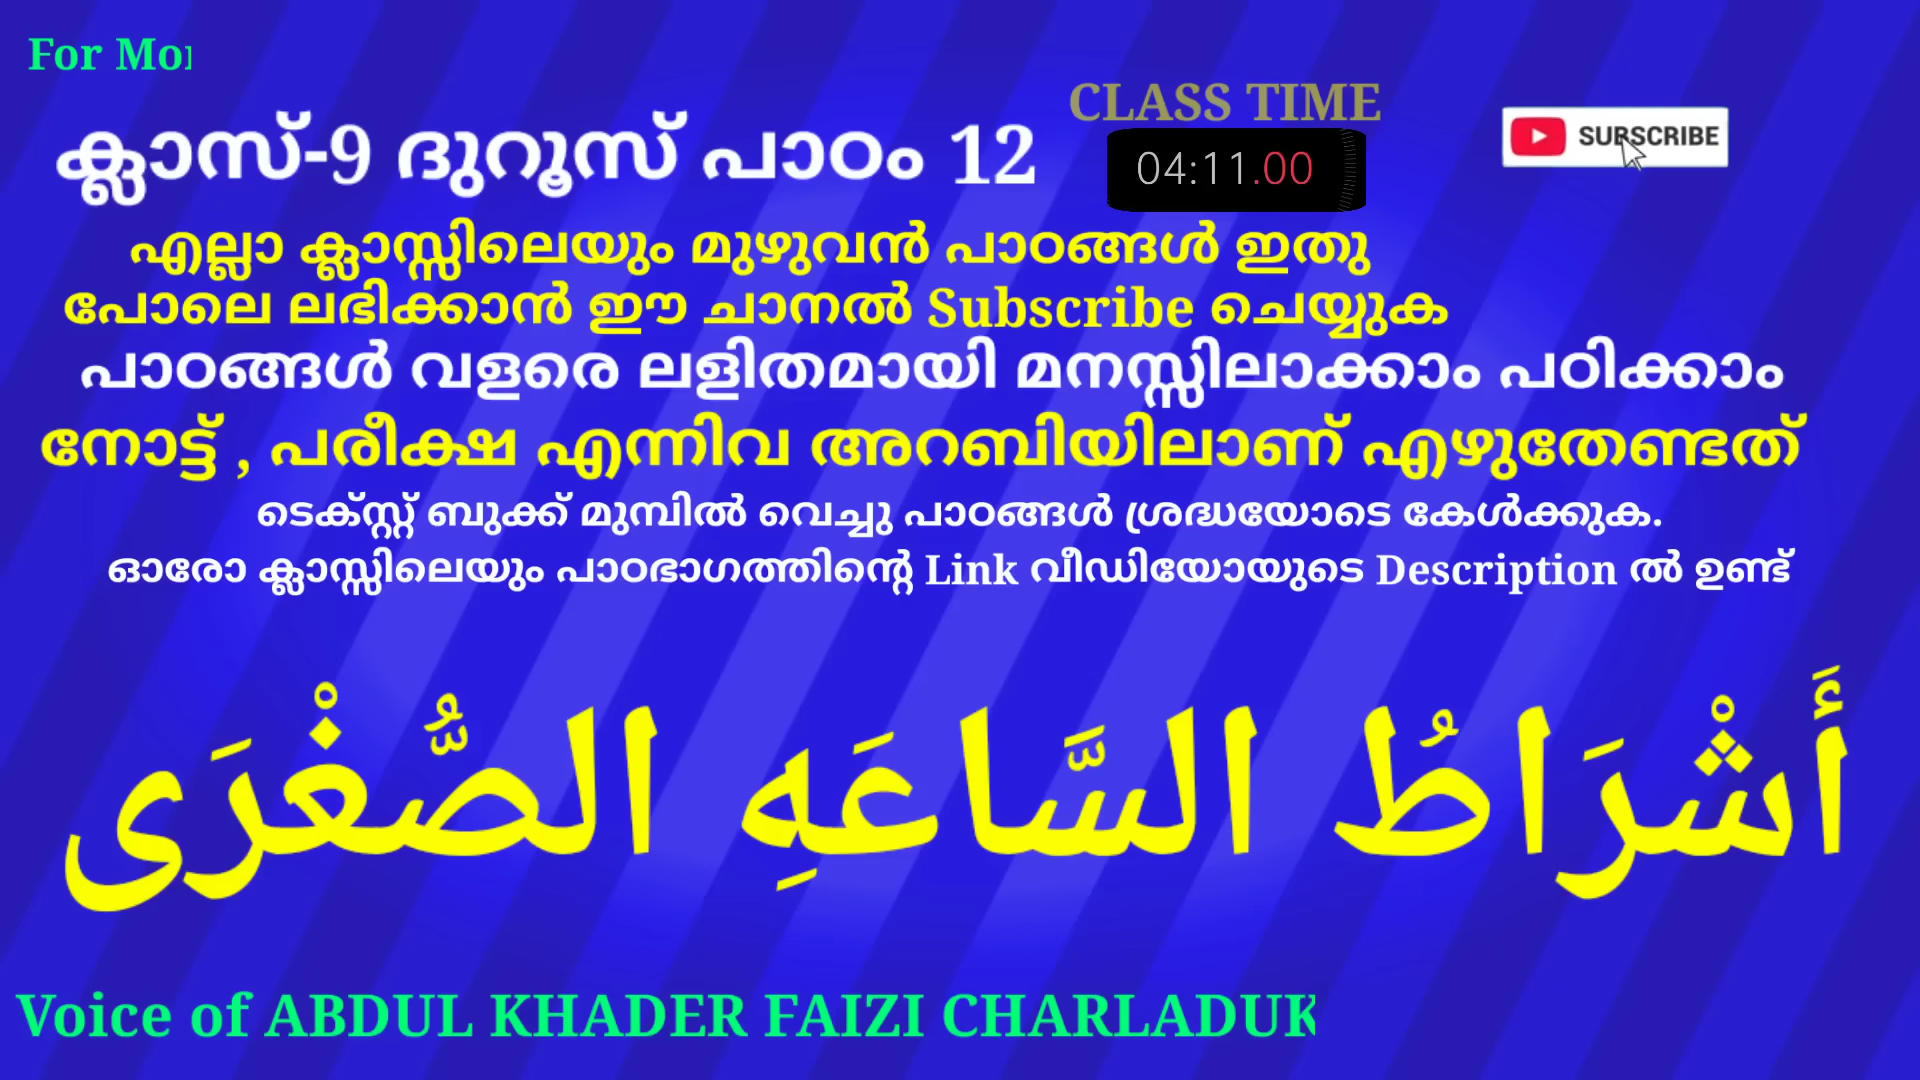 For Mor
CLASS TIME
ക്ലാസ്-9 ദുറൂസ് പാഠം 12
04:11.00
SUBSCRIBE
എല്ലാ ക്ലാസ്സിലെയും മുഴുവൻ പാഠങ്ങൾ ഇതു
പോലെ ലഭിക്കാൻ ഈ ചാനൽ Subscribe ചെയ്യുക
പാഠങ്ങൾ വളരെ ലളിതമായി മനസ്സിലാക്കാം പഠിക്കാം
നോട്ട് , പരീക്ഷ എന്നിവ അറബിയിലാണ് എഴുതേണ്ടത്
ടെക്സ്റ്റ് ബുക്ക് മുമ്പിൽ വെച്ചു പാഠങ്ങൾ ശ്രദ്ധയോടെ കേൾക്കുക.
ഓരോ ക്ലാസ്സിലെയും പാഠഭാഗത്തിന്റെ Link വീഡിയോയുടെ Description ൽ ഉണ്ട്
أَشْرَاطُ السَّاعَهِ الصُّغْرَى
Voice of ABDUL KHADER FAIZI CHARLADUK